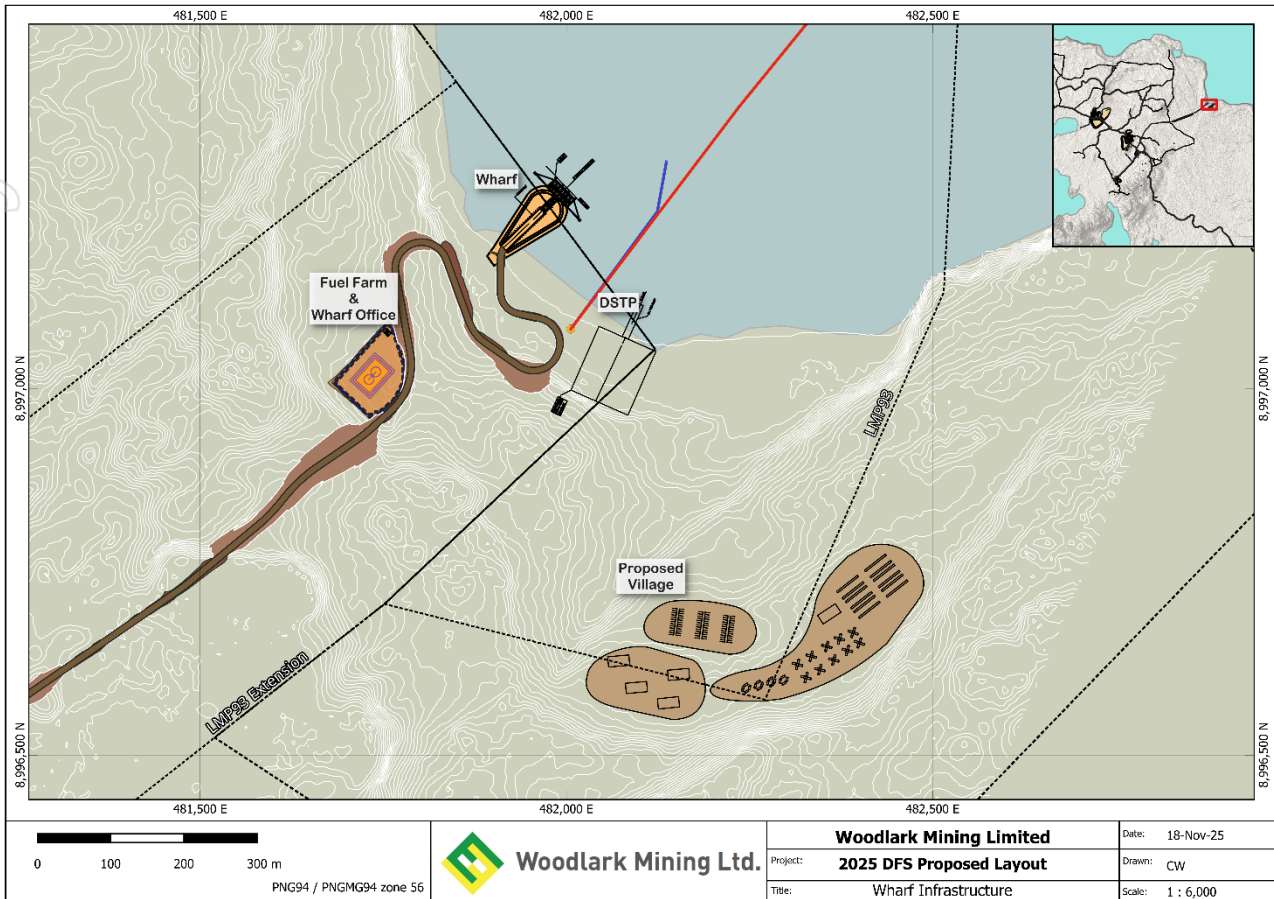 481,500 E
482,000 E
482,500 E
Wharf
Fuel Farm
&
Wharf Office
DSTP
8,997,000 N
8,997,000 N
LMP93
Proposed
Village
LMP93 Extension
8,996,500 N
8,996,500 N
481,500 E
482,000 E
482,500 E
0 100 200 300 m
PNG94 / PNGMG94 zone 56
Woodlark Mining Ltd.
Woodlark Mining Limited
Project: 2025 DFS Proposed Layout
Title: Wharf Infrastructure
Date: 18-Nov-25
Drawn: CW
Scale: 1 : 6,000